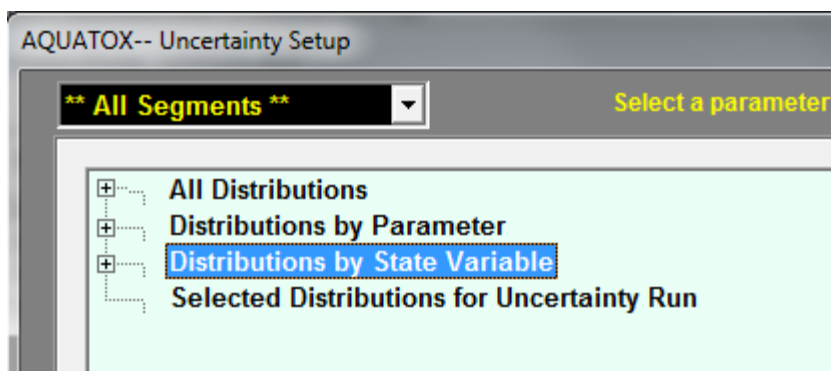 AQUATOX-- Uncertainty Setup
** All Segments **
Select a parameter
All Distributions
Distributions by Parameter
Distributions by State Variable
Selected Distributions for Uncertainty Run